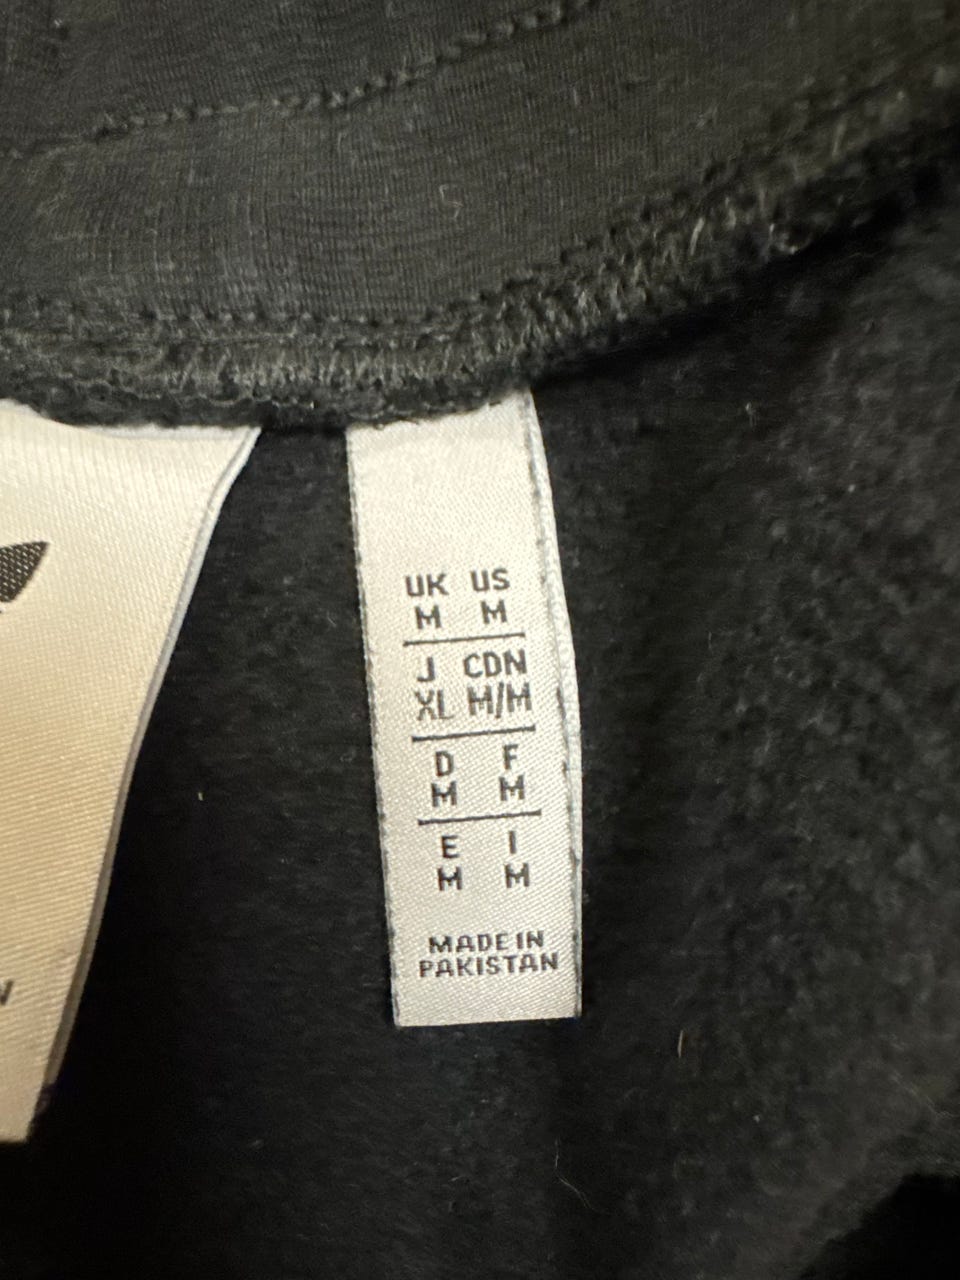 UK US
M M
J CDN
XL M/M
D F
M M
E I
M M
MADE IN
PAKISTAN